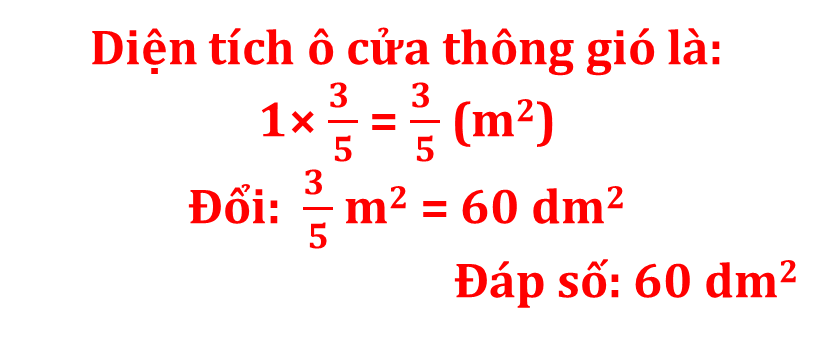 Diện tích ô cửa thông gió là:
1× 3/5 = 3/5 (m²)
Đổi: 3/5 m² = 60 dm²
Đáp số: 60 dm²